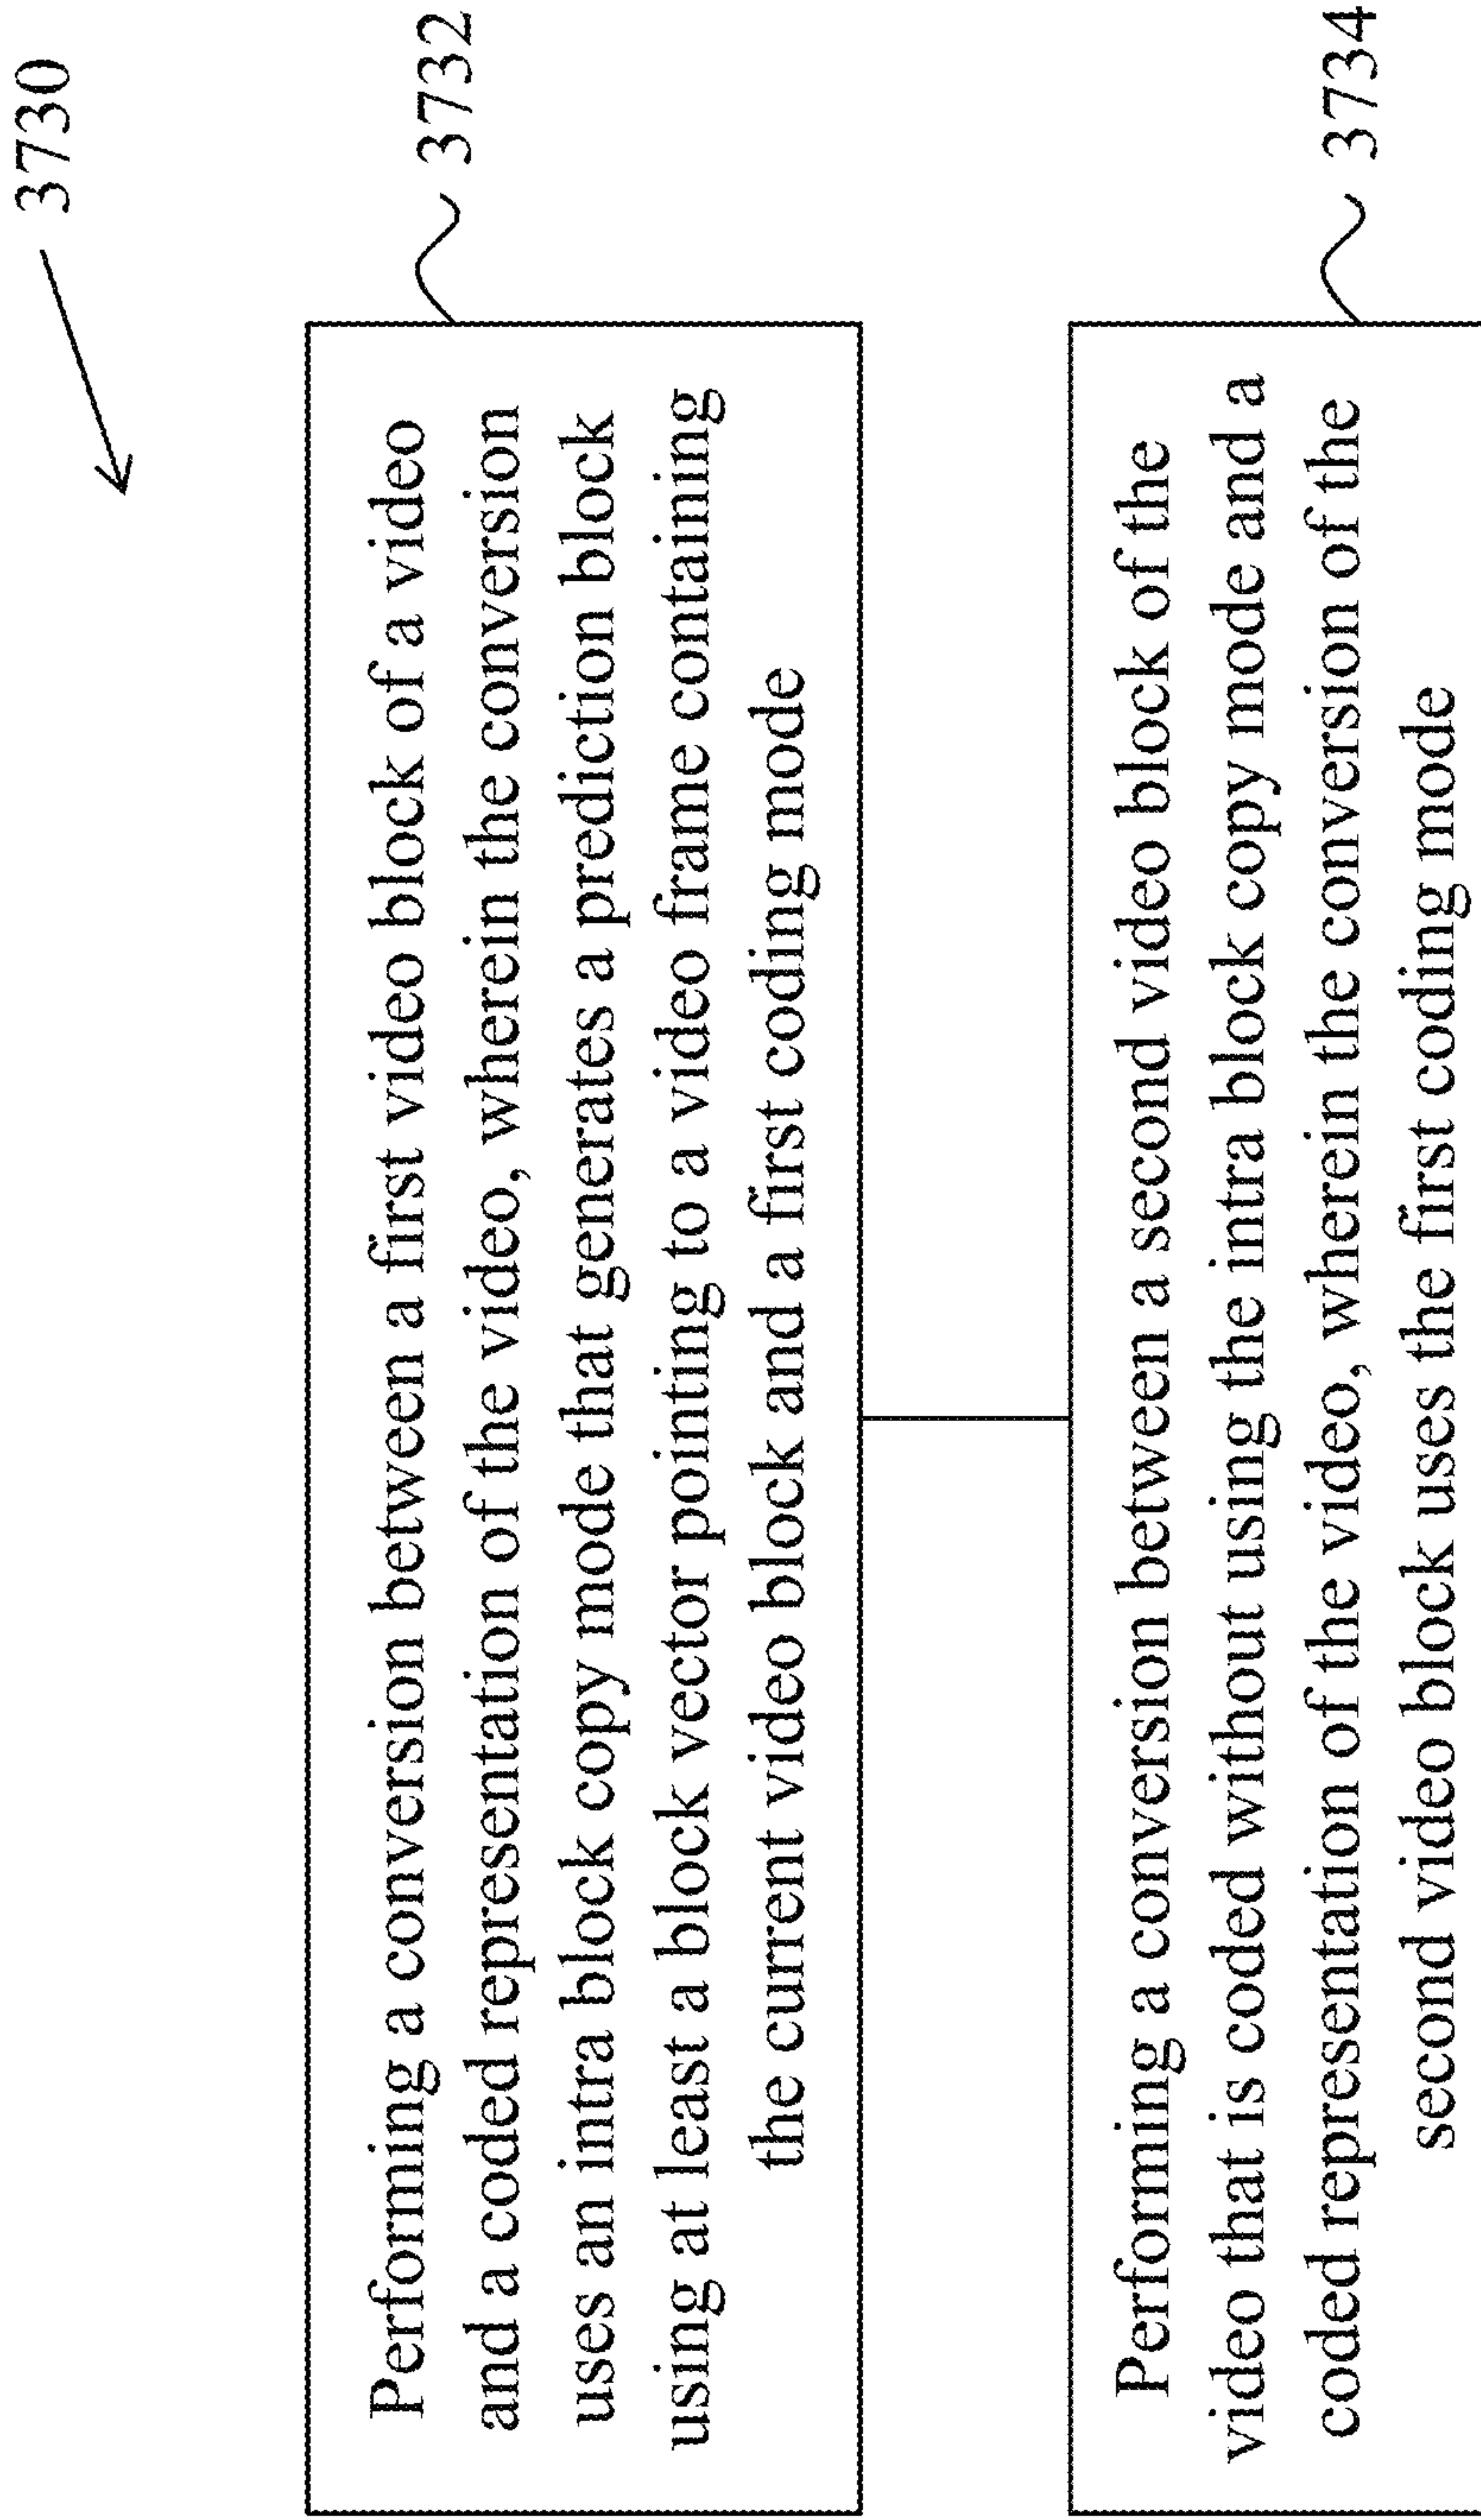 3730
3732
Performing a conversion between a first video block of a video
and a coded representation of the video, wherein the conversion
uses an intra block copy mode that generates a prediction block
using at least a block vector pointing to a video frame containing
the current video block and a first coding mode
3734
Performing a conversion between a second video block of the
video that is coded without using the intra block copy mode and a
coded representation of the video, wherein the conversion of the
second video block uses the first coding mode